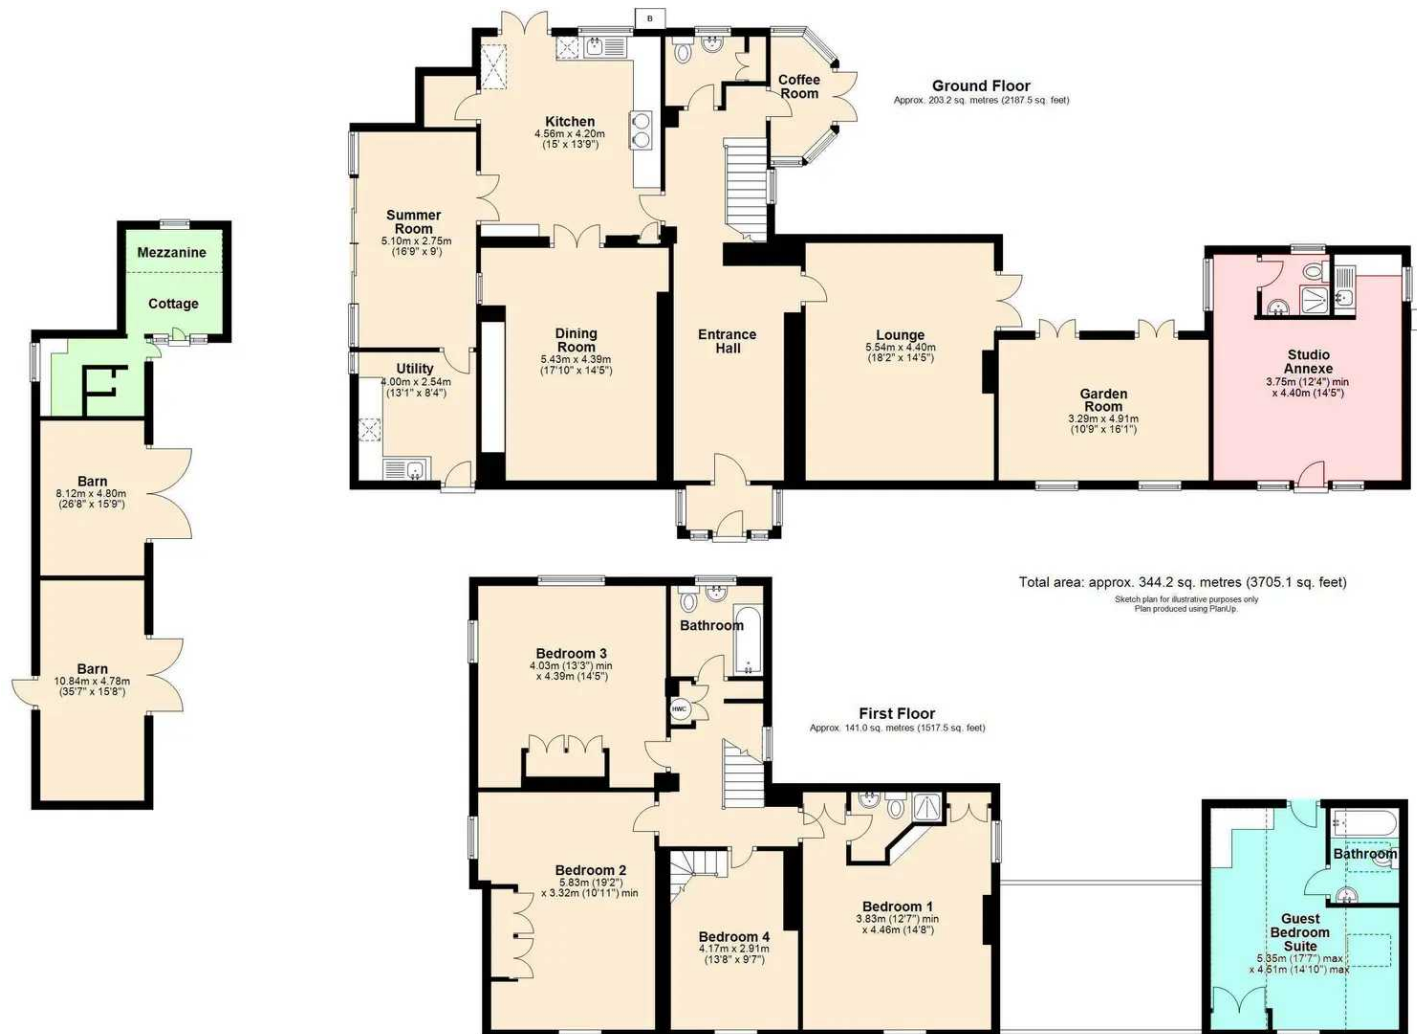 B
Ground Floor
Approx. 203.2 sq. metres (2187.5 sq. feet)
Kitchen
4.56m x 4.20m
(15' x 13'9")
Coffee
Room
Summer
Room
5.10m x 2.75m
(16'9" x 9')
Dining
Room
5.43m x 4.39m
(17'10" x 14'5")
Utility
4.00m x 2.54m
(13'1" x 8'4")
Entrance
Hall
Lounge
5.54m x 4.40m
(18'2" x 14'5")
Garden
Room
3.29m x 4.91m
(10'9" x 16'1")
Studio
Annexe
3.75m (12'4") min
x 4.40m (14'5")
Mezzanine
Cottage
Barn
8.12m x 4.80m
(26'8" x 15'9")
Barn
10.84m x 4.78m
(35'7" x 15'8")
Total area: approx. 344.2 sq. metres (3705.1 sq. feet)
Sketch plan for illustrative purposes only
Plan produced using PlanUp.
First Floor
Approx. 141.0 sq. metres (1517.5 sq. feet)
Bedroom 3
4.03m (13'3") min
x 4.39m (14'5")
Bathroom
HWC
Bedroom 2
5.83m (19'2")
x 3.32m (10'11") min
Bedroom 4
4.17m x 2.91m
(13'8" x 9'7")
Bedroom 1
3.83m (12'7") min
x 4.46m (14'8")
Bathroom
Guest
Bedroom
Suite
5.35m (17'7") max
x 4.51m (14'10") max